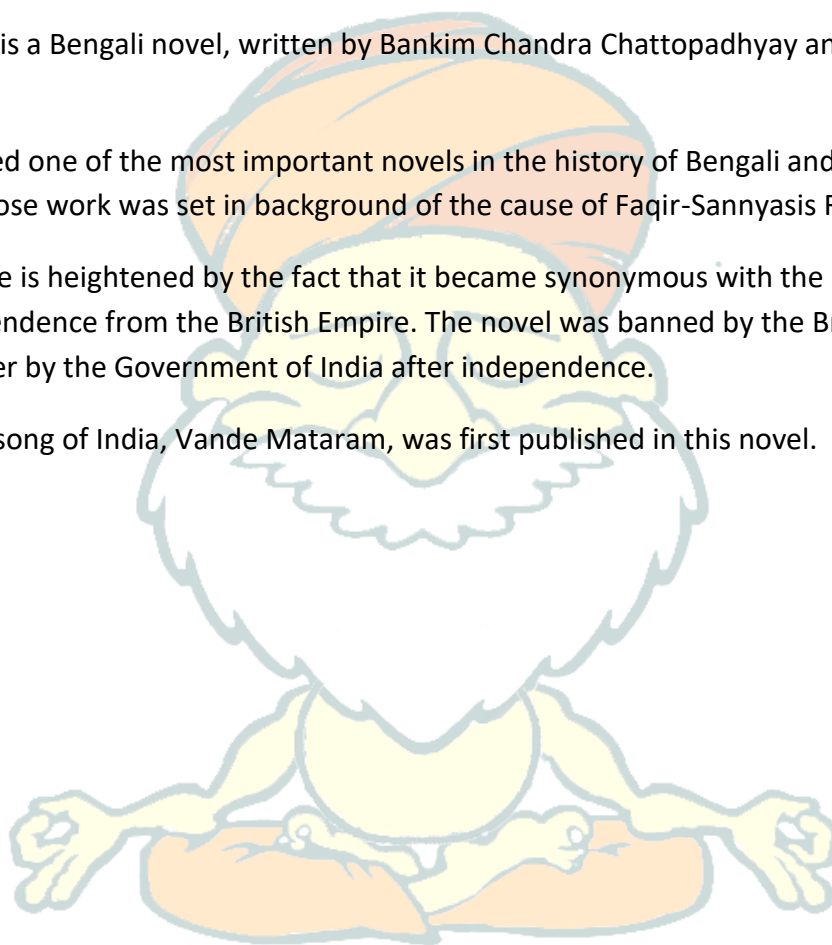 is a Bengali novel, written by Bankim Chandra Chattopadhyay an
ed one of the most important novels in the history of Bengali and
ose work was set in background of the cause of Faqir-Sannyasis
e is heightened by the fact that it became synonymous with the
endence from the British Empire. The novel was banned by the B
er by the Government of India after independence.
song of India, Vande Mataram, was first published in this novel.